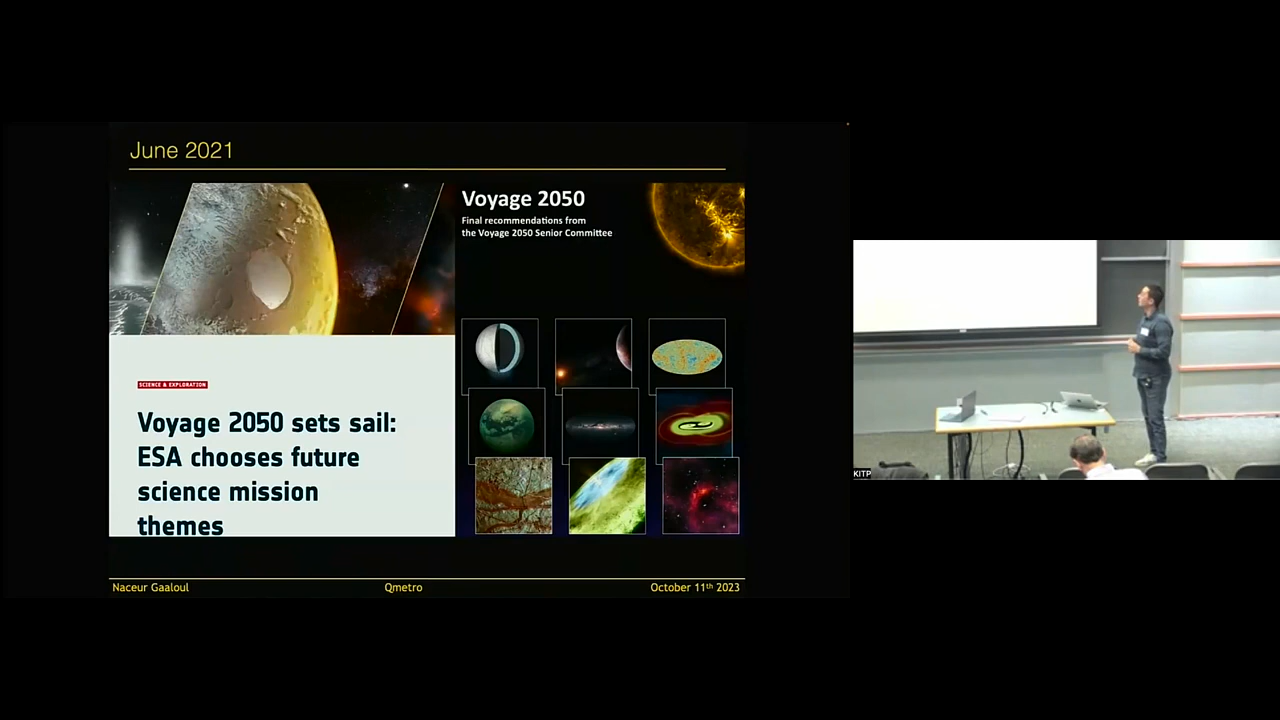 June 2021
Voyage 2050
Final recommendations from
the Voyage 2050 Senior Committee
SCIENCE & EXPLORATION
Voyage 2050 sets sail:
ESA chooses future
science mission
themes
Naceur Gaaloul
Qmetro
October 11th 2023
KITP